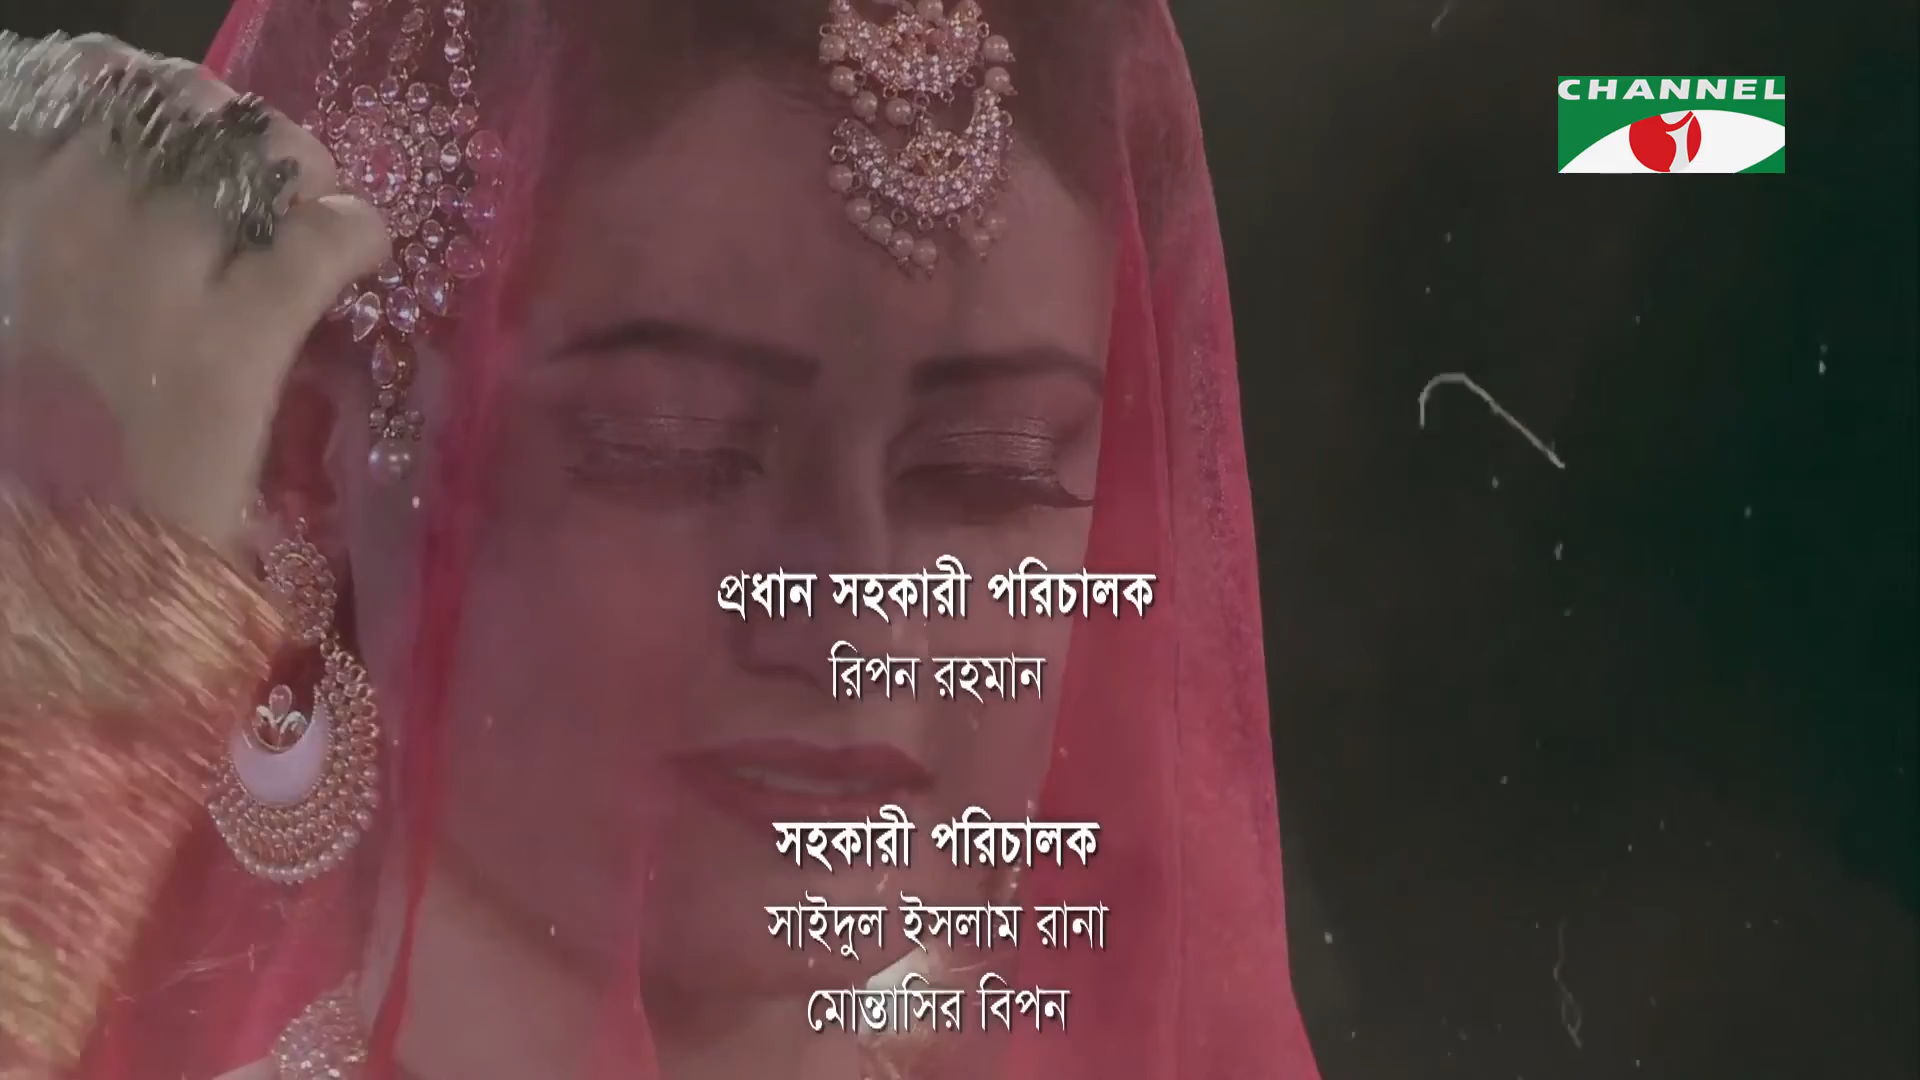 CHANNEL
i
প্রধান সহকারী পরিচালক
রিপন রহমান
সহকারী পরিচালক
সাইদুল ইসলাম রানা
মোন্তাসির বিপন